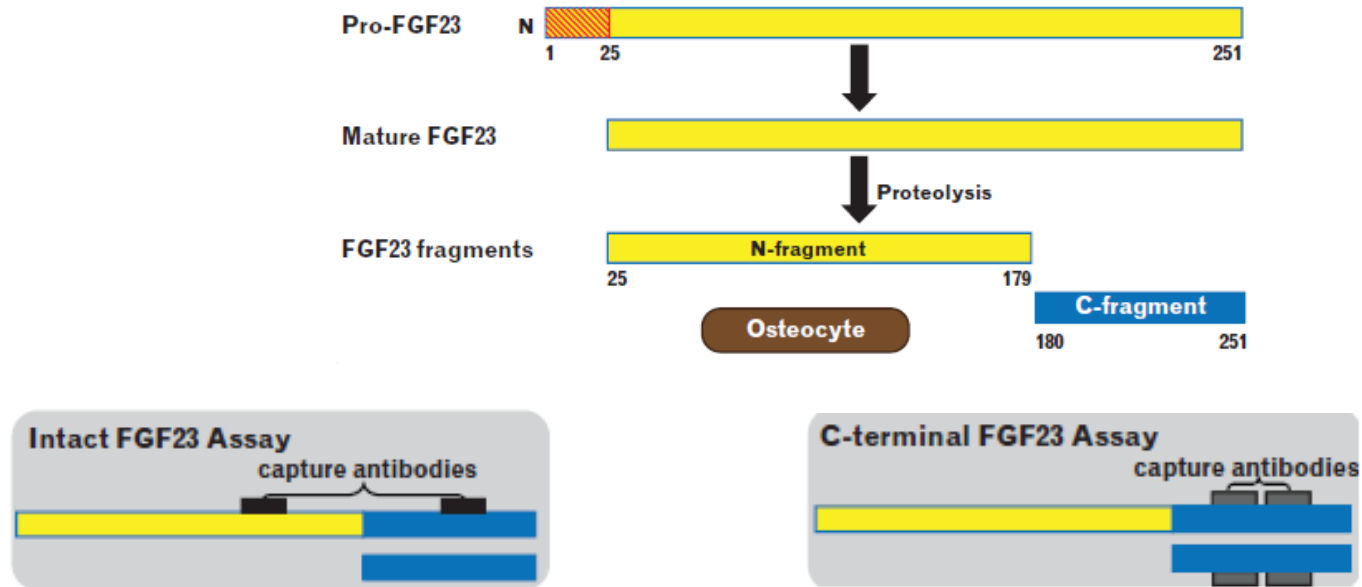 Pro-FGF23 N
1 25 251
Mature FGF23
Proteolysis
FGF23 fragments N-fragment
25 179
C-fragment
Osteocyte
180 251
Intact FGF23 Assay
capture antibodies
C-terminal FGF23 Assay
capture antibodies